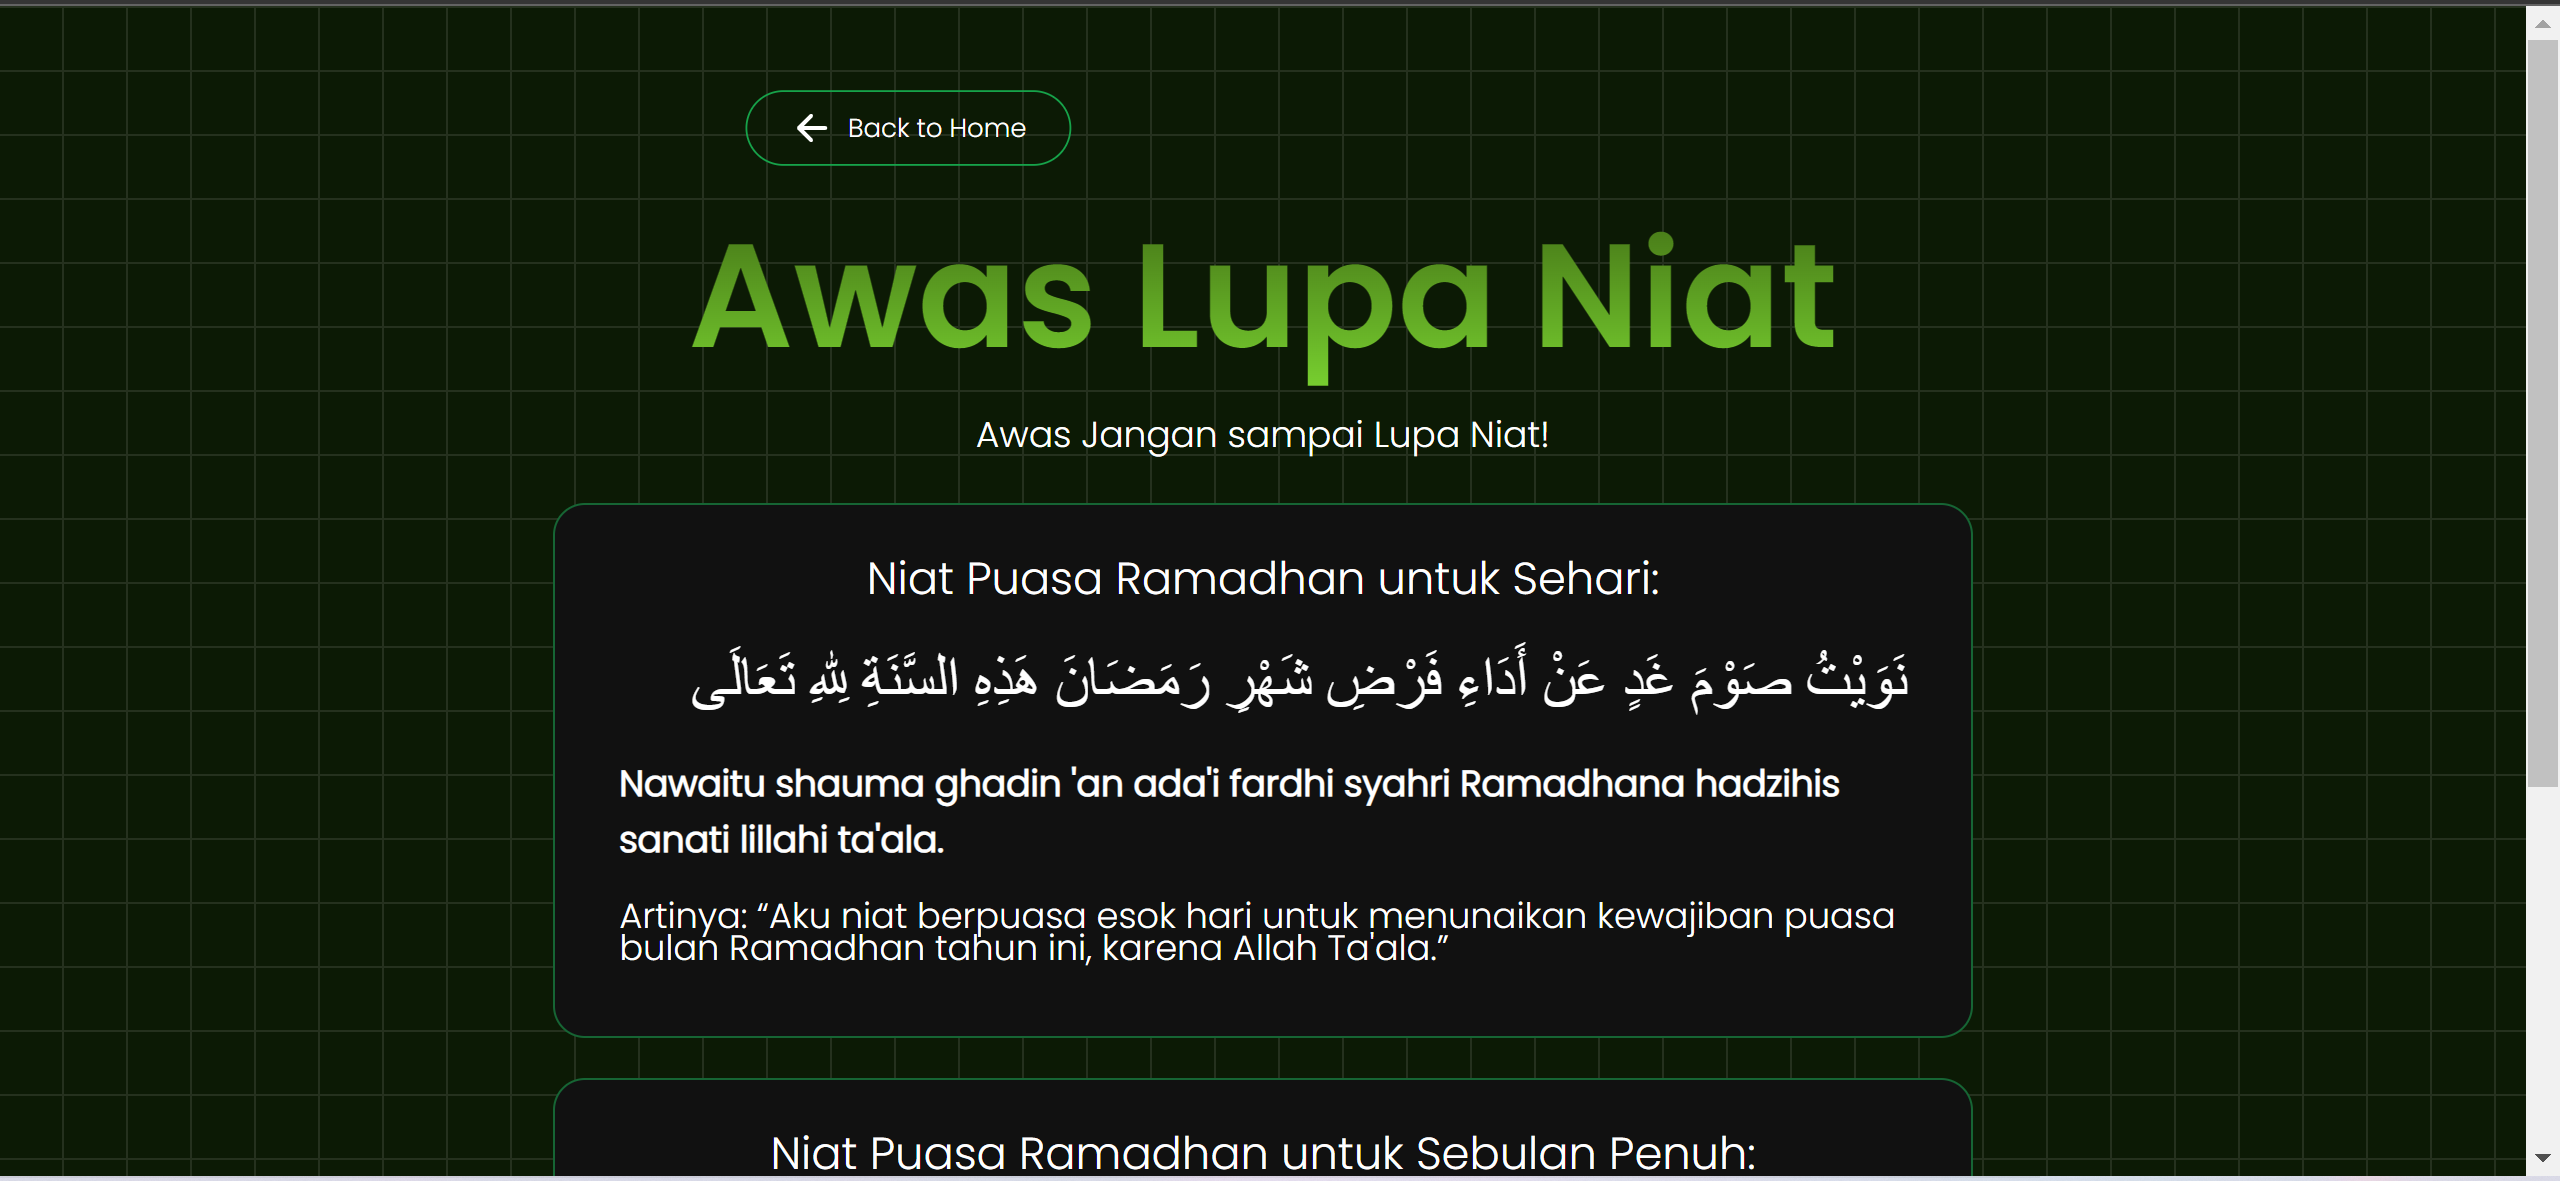 Back to Home
Awas Lupa Niat
Awas Jangan sampai Lupa Niat!
Niat Puasa Ramadhan untuk Sehari:
نَوَيْتُ صَوْمَ غَدٍ عَنْ أَدَاءِ فَرْضِ شَهْرِ رَمَضَانَ هَذِهِ السَّنَةِ لِلّٰهِ تَعَالَى
Nawaitu shauma ghadin 'an ada'i fardhi syahri Ramadhana hadzihis
sanati lillahi ta'ala.
Artinya: “Aku niat berpuasa esok hari untuk menunaikan kewajiban puasa
bulan Ramadhan tahun ini, karena Allah Ta'ala.”
Niat Puasa Ramadhan untuk Sebulan Penuh: